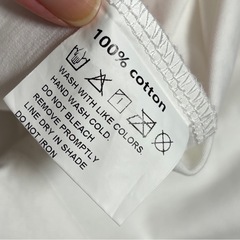 100% cotton
WASH WITH LIKE COLORS
HAND WASH COLD
DO NOT BLEACH
REMOVE PROMPTLY
LINE DRY IN SHADE
DO NOT IRON